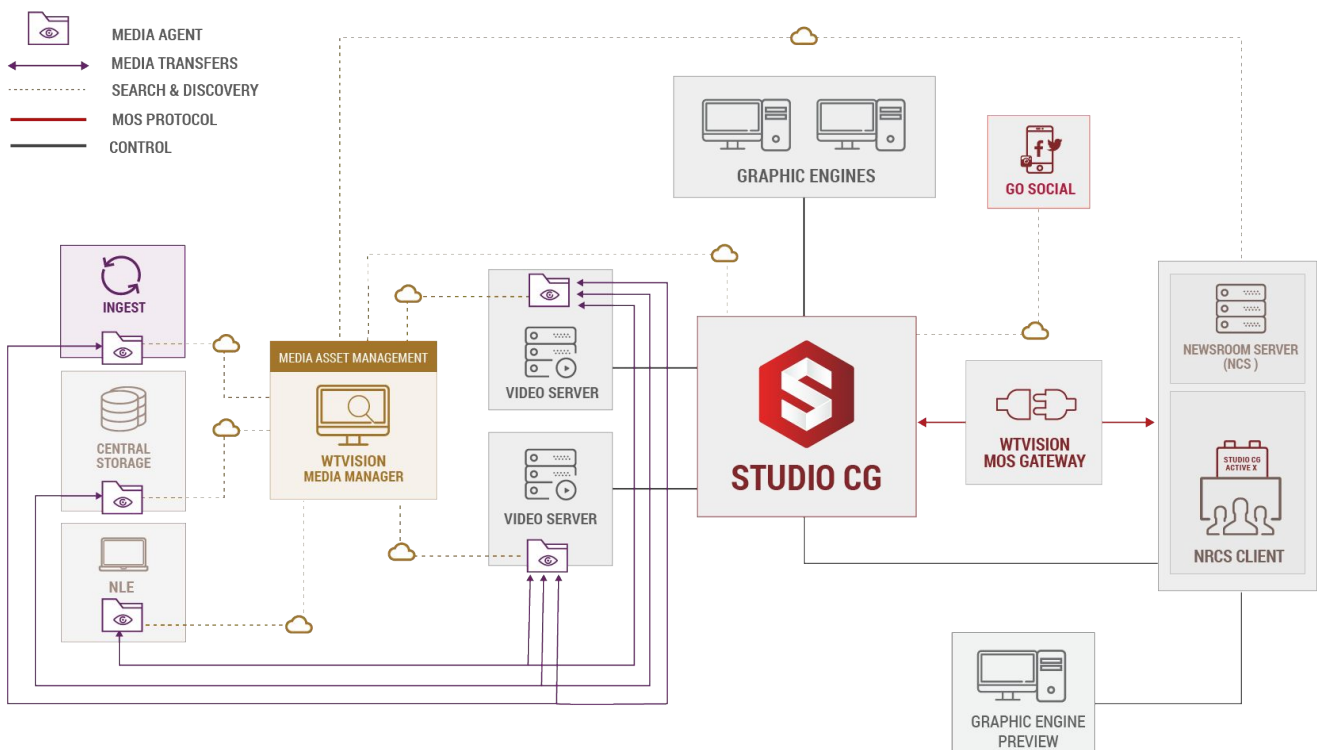 MEDIA AGENT
MEDIA TRANSFERS
SEARCH & DISCOVERY
MOS PROTOCOL
CONTROL
GRAPHIC ENGINES
GO SOCIAL
INGEST
MEDIA ASSET MANAGEMENT
WTVISION
MEDIA MANAGER
CENTRAL
STORAGE
NLE
VIDEO SERVER
VIDEO SERVER
STUDIO CG
WTVISION
MOS GATEWAY
NEWSROOM SERVER
(NCS )
STUDIO CG
ACTIVE X
NRCS CLIENT
GRAPHIC ENGINE
PREVIEW